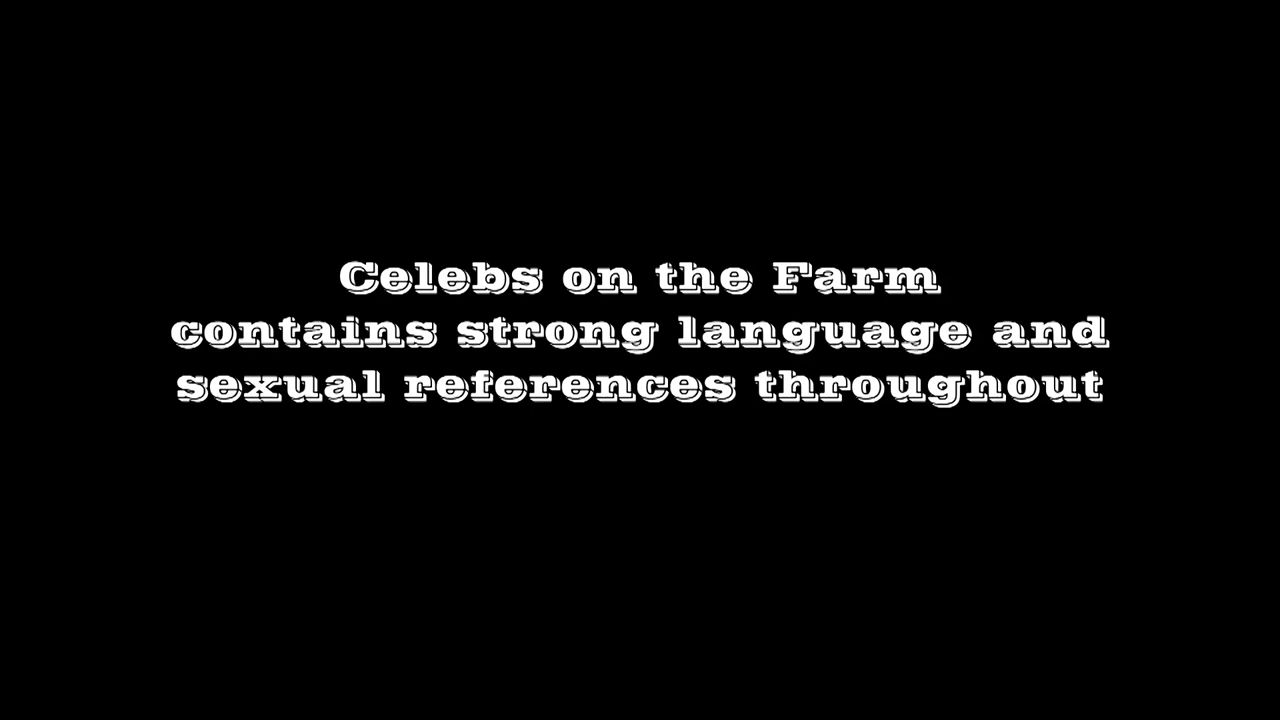 Celebs on the Farm
contains strong language and
sexual references throughout